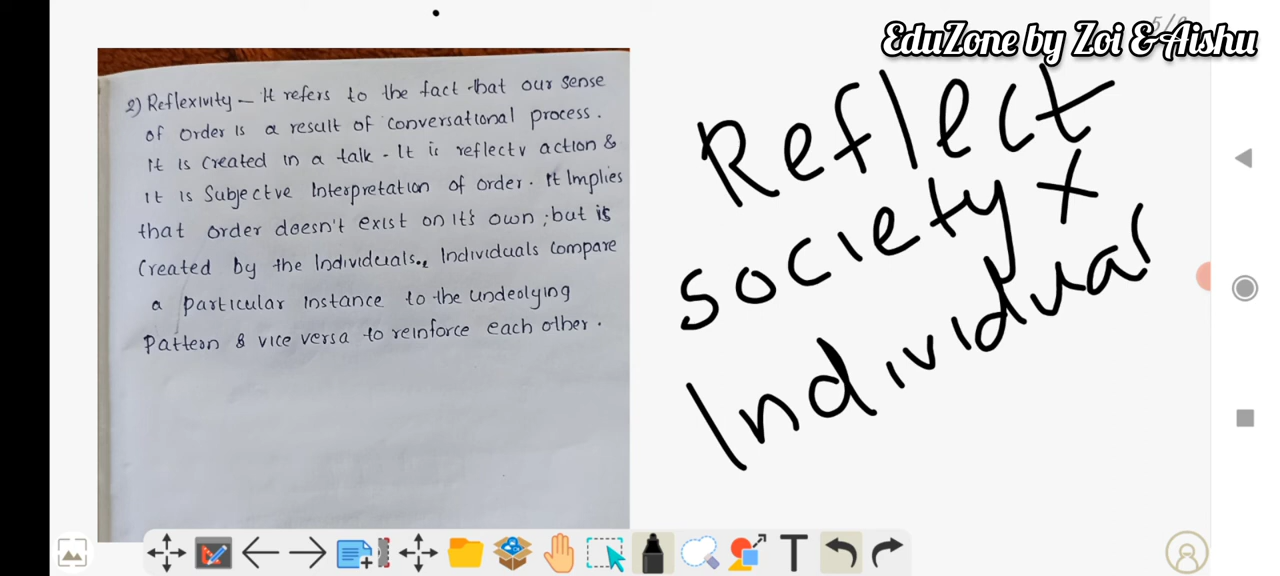 5/9
EduZone by Zoi & Aishu
2) Reflexivity - It refers to the fact that our sense
of order is a result of conversational process.
It is created in a talk - It is reflectv action &
It is Subjectve Interpretation of order. It Implies
that order doesn't exist on it's own, but is
Created by the Individuals.. Individuals Compare
a particular instance to the undeolying
Patteon & vice versa to reinforce each other.
Reflect
society x
Individual
T